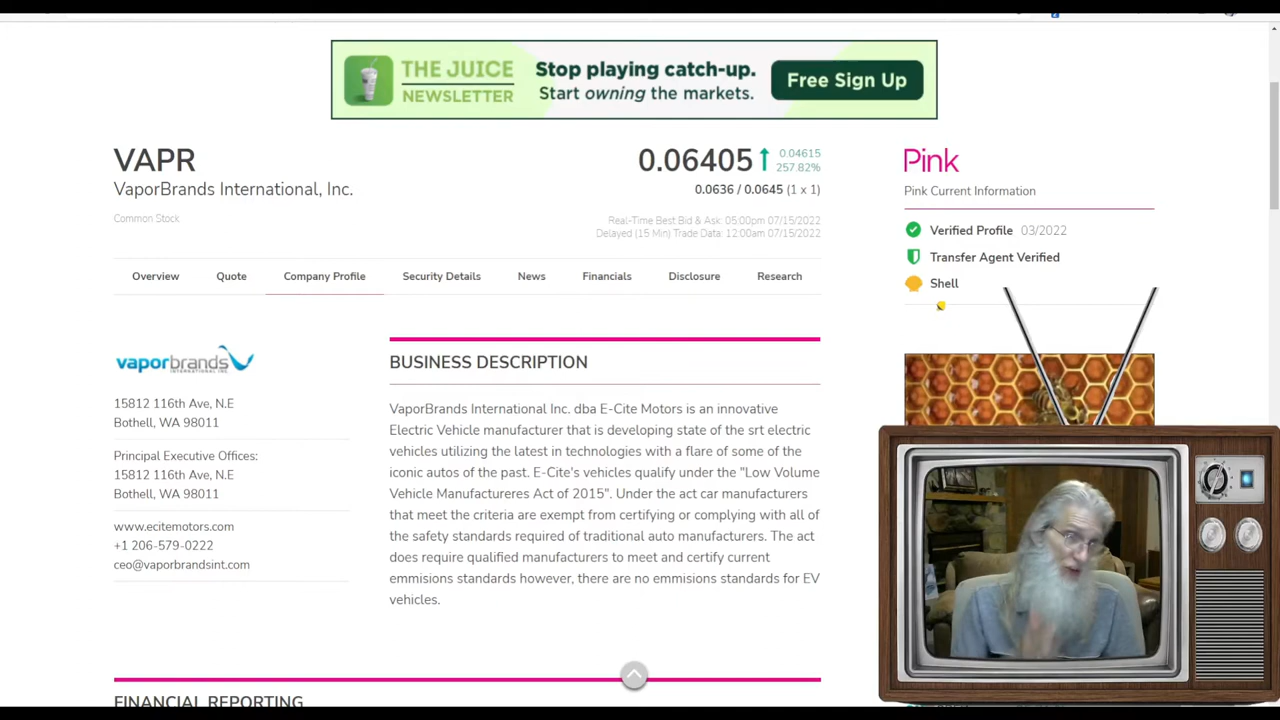 THE JUICE
NEWSLETTER
Stop playing catch-up.
Start owning the markets.
Free Sign Up
VAPR
VaporBrands International, Inc.
Common Stock
0.06405
0.04615
257.82%
0.0636 / 0.0645 (1 x 1)
Real-Time Best Bid & Ask: 05:00pm 07/15/2022
Delayed (15 Min) Trade Data: 12:00am 07/15/2022
Pink
Pink Current Information
Verified Profile 03/2022
Transfer Agent Verified
Shell
Overview Quote Company Profile Security Details News Financials Disclosure Research
vaporbrands
INTERNATIONAL INC
15812 116th Ave, N.E
Bothell, WA 98011
Principal Executive Offices:
15812 116th Ave, N.E
Bothell, WA 98011
www.ecitemotors.com
+1 206-579-0222
ceo@vaporbrandsint.com
BUSINESS DESCRIPTION
VaporBrands International Inc. dba E-Cite Motors is an innovative
Electric Vehicle manufacturer that is developing state of the srt electric
vehicles utilizing the latest in technologies with a flare of some of the
iconic autos of the past. E-Cite's vehicles qualify under the "Low Volume
Vehicle Manufactureres Act of 2015". Under the act car manufacturers
that meet the criteria are exempt from certifying or complying with all of
the safety standards required of traditional auto manufacturers. The act
does require qualified manufacturers to meet and certify current
emmisions standards however, there are no emmisions standards for EV
vehicles.
FINANCIAL REPORTING